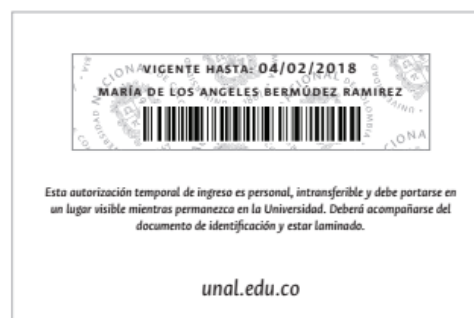 VIGENTE HASTA: 04/02/2018
MARÍA DE LOS ANGELES BERMÚDEZ RAMIREZ
Esta autorización temporal de ingreso es personal, intransferible y debe portarse en
un lugar visible mientras permanezca en la Universidad. Deberá acompañarse del
documento de identificación y estar laminado.
unal.edu.co